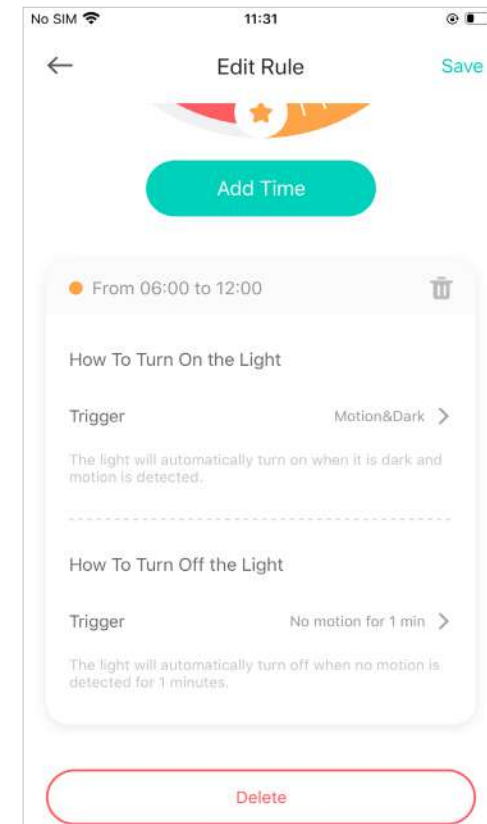 No SIM 11:31
Edit Rule Save
Add Time
From 06:00 to 12:00
How To Turn On the Light
Trigger Motion&Dark
The light will automatically turn on when it is dark and
motion is detected.
How To Turn Off the Light
Trigger No motion for 1 min
The light will automatically turn off when no motion is
detected for 1 minutes.
Delete